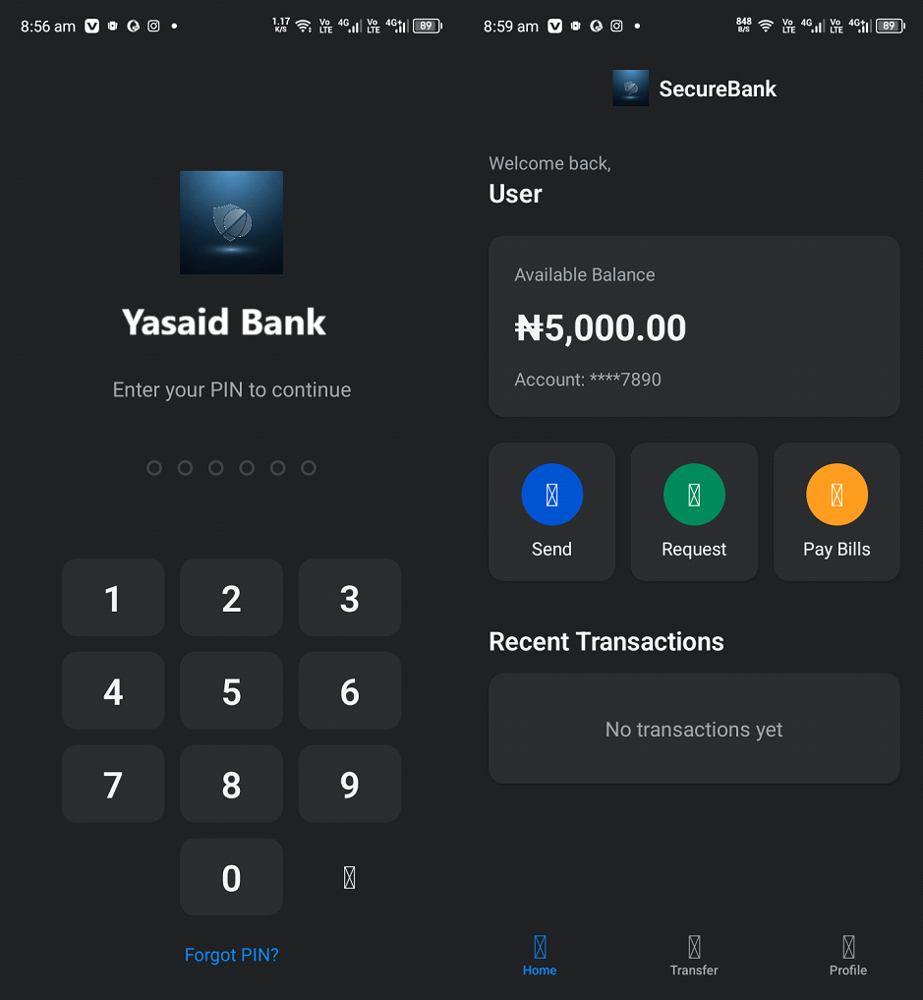 8:56 am
1.17
K/S
Vo
LTE
4G
Vo
LTE
4G+
89
Yasaid Bank
Enter your PIN to continue
1 2 3
4 5 6
7 8 9
0
Forgot PIN?
8:59 am
848
B/S
Vo
LTE
4G
Vo
LTE
4G+
89
SecureBank
Welcome back,
User
Available Balance
₦5,000.00
Account: ****7890
Send Request Pay Bills
Recent Transactions
No transactions yet
Home Transfer Profile